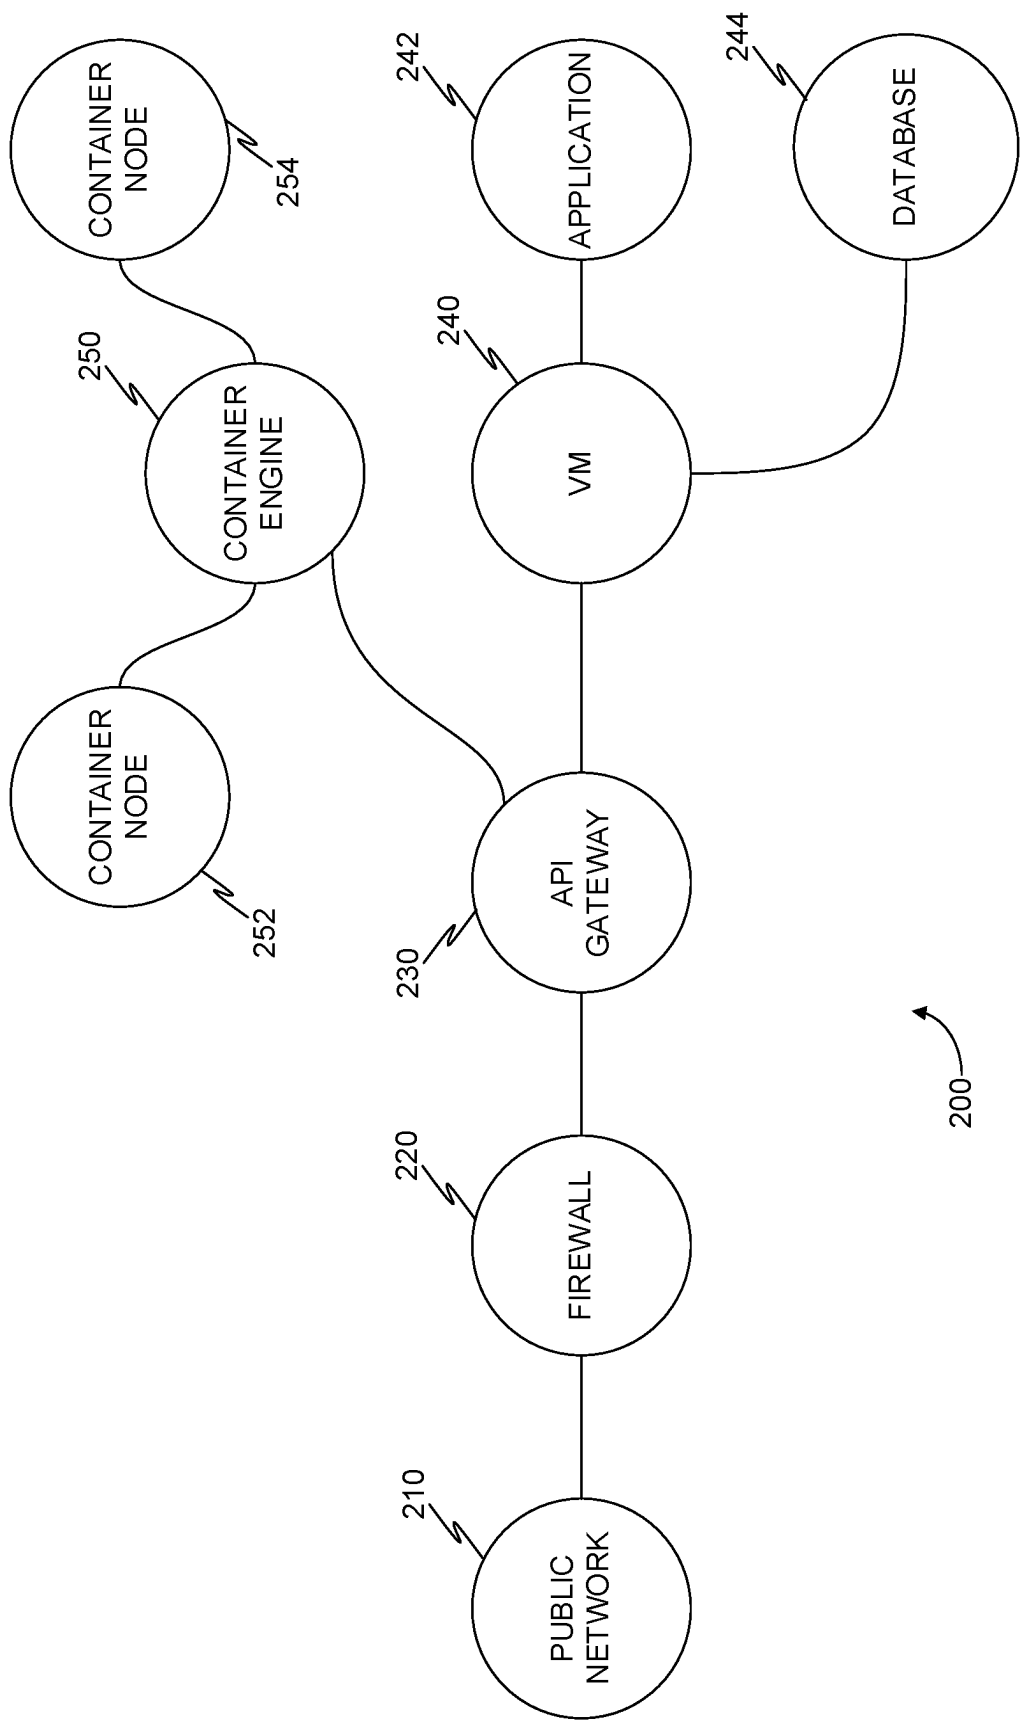 CONTAINER
NODE
252
CONTAINER
ENGINE
250
CONTAINER
NODE
254
PUBLIC
NETWORK
210
FIREWALL
220
API
GATEWAY
230
VM
240
APPLICATION
242
DATABASE
244
200